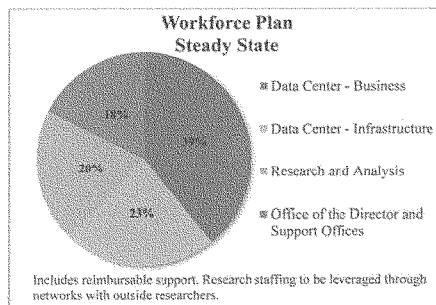 Workforce Plan
Steady State
18%
39%
20%
23%
Data Center - Business
Data Center - Infrastructure
Research and Analysis
Office of the Director and
Support Offices
Includes reimbursable support. Research staffing to be leveraged through
networks with outside researchers.